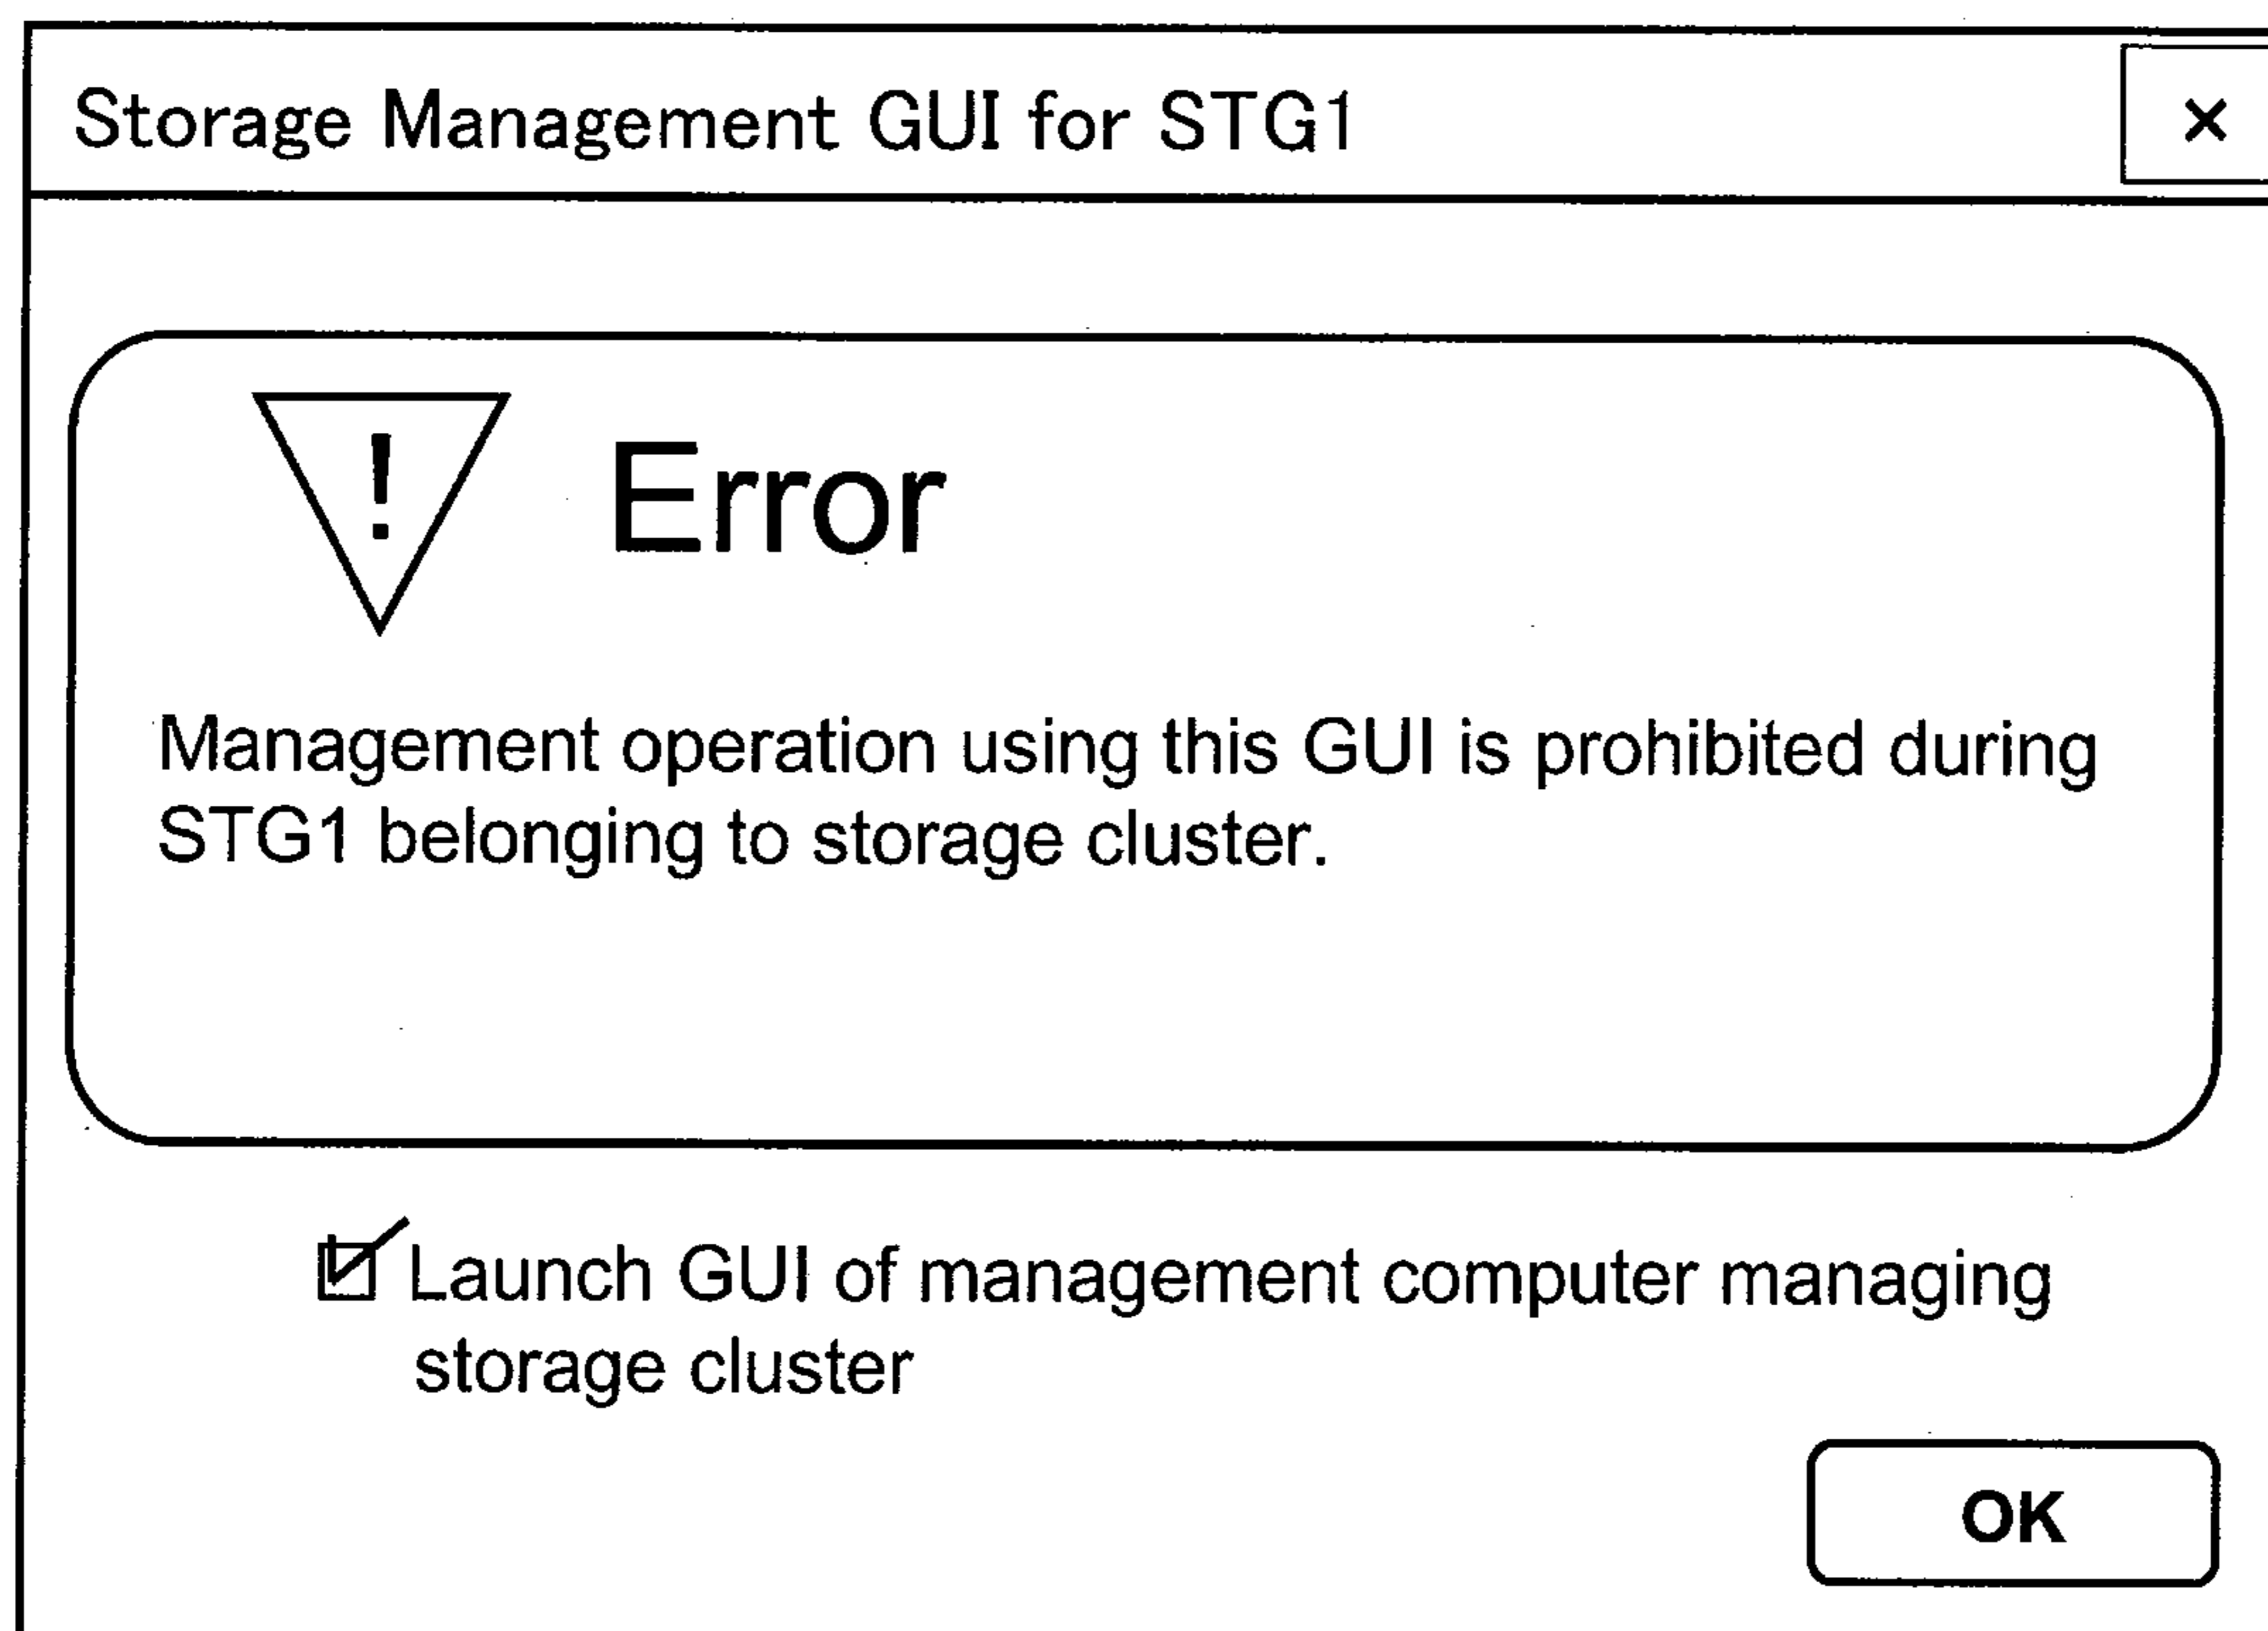 Storage Management GUI for STG1
×
!
Error
Management operation using this GUI is prohibited during
STG1 belonging to storage cluster.
Launch GUI of management computer managing
storage cluster
OK